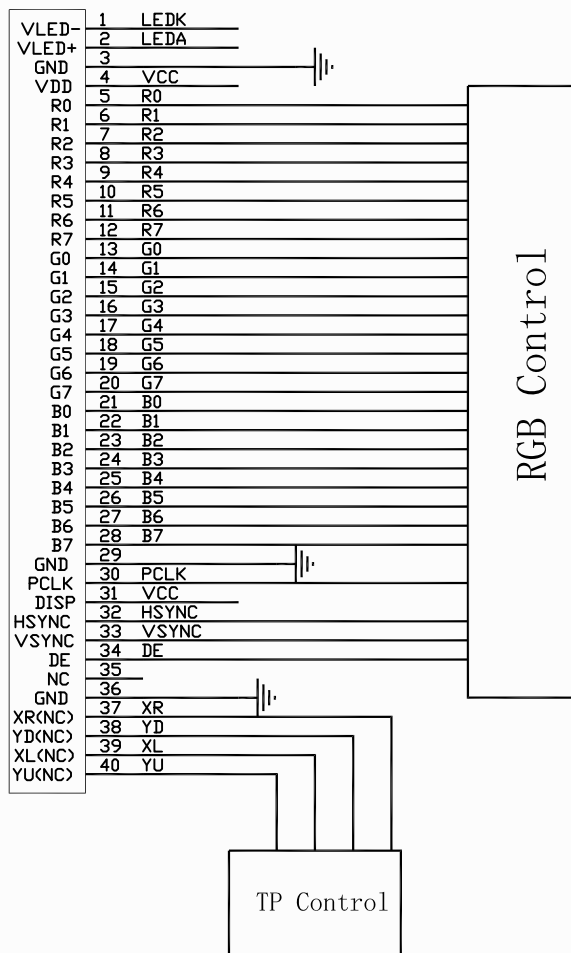 VLED- 1 LEDK
VLED+ 2 LEDA
GND 3
VDD 4 VCC
R0 5 R0
R1 6 R1
R2 7 R2
R3 8 R3
R4 9 R4
R5 10 R5
R6 11 R6
R7 12 R7
G0 13 G0
G1 14 G1
G2 15 G2
G3 16 G3
G4 17 G4
G5 18 G5
G6 19 G6
G7 20 G7
B0 21 B0
B1 22 B1
B2 23 B2
B3 24 B3
B4 25 B4
B5 26 B5
B6 27 B6
B7 28 B7
GND 29
PCLK 30 PCLK
DISP 31 VCC
HSYNC 32 HSYNC
VSYNC 33 VSYNC
DE 34 DE
NC 35
GND 36
XR(NC) 37 XR
YD(NC) 38 YD
XL(NC) 39 XL
YU(NC) 40 YU
RGB Control
TP Control